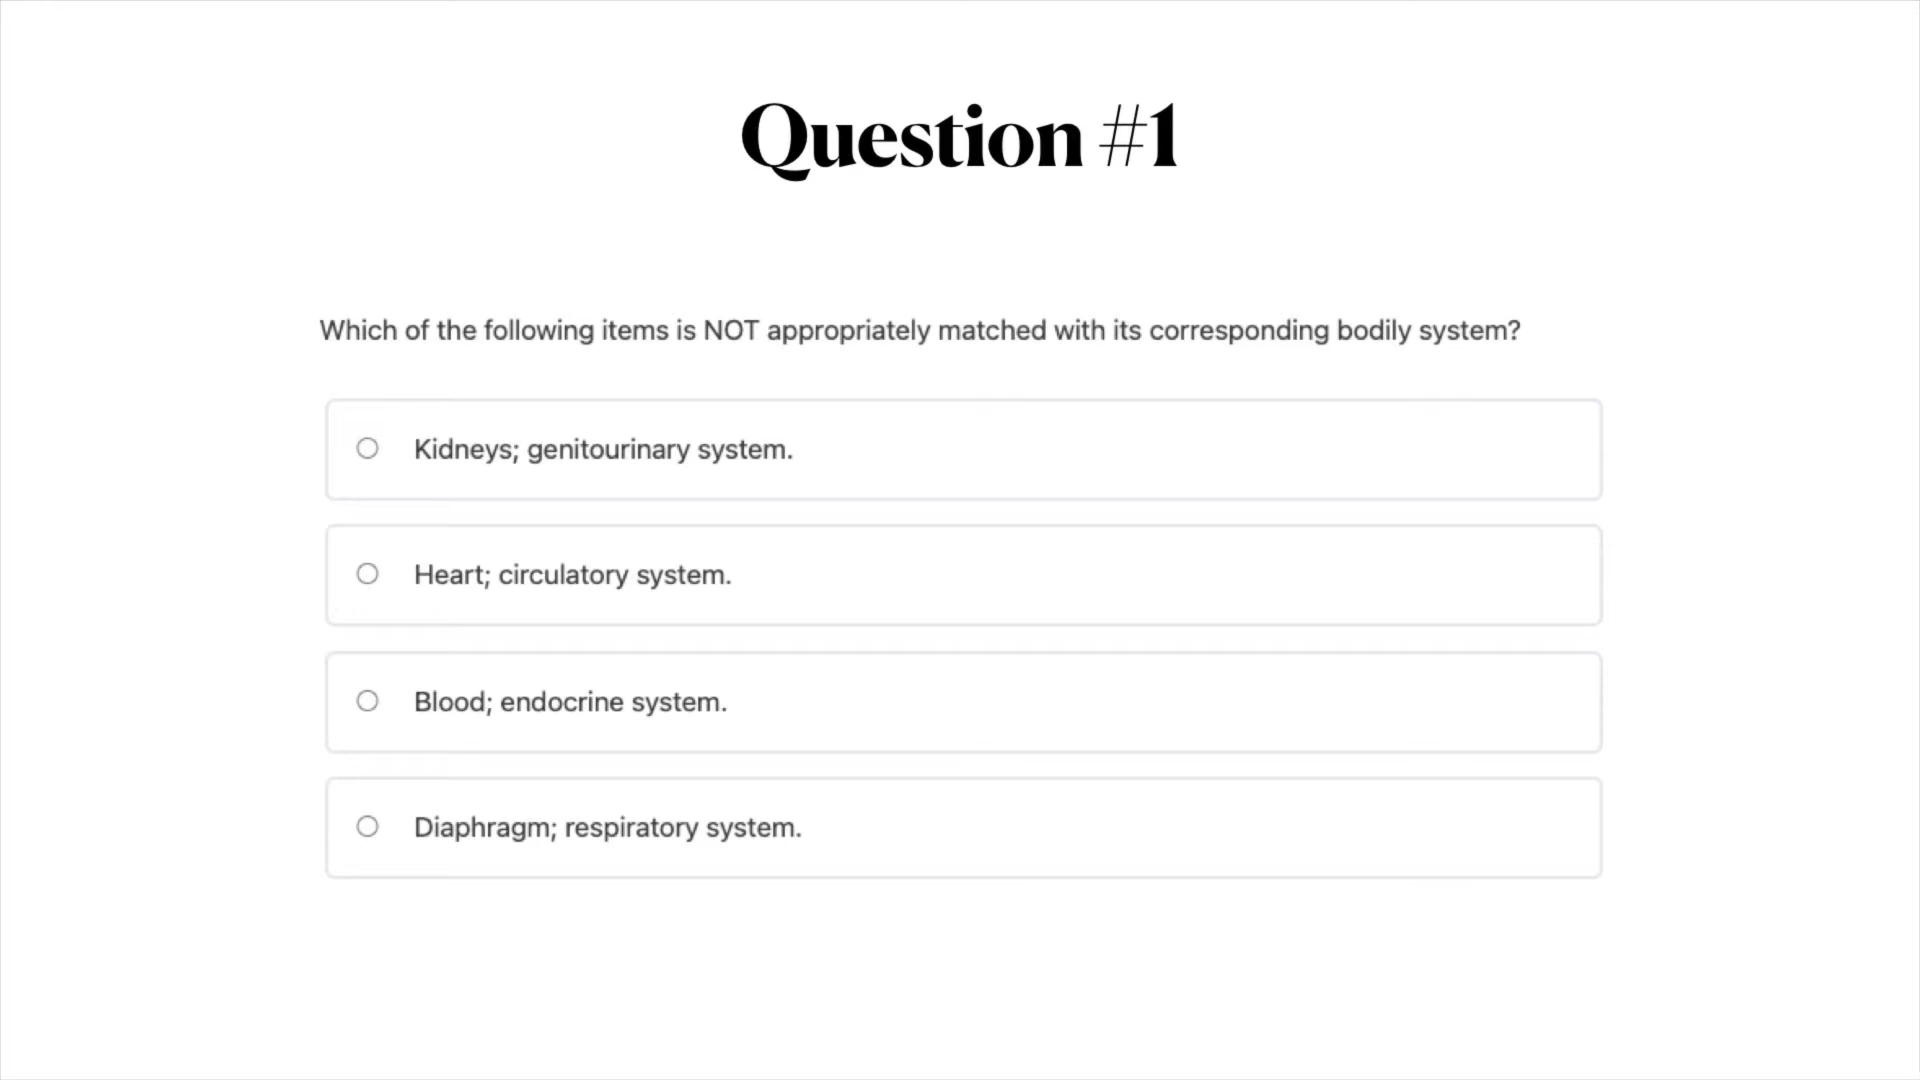 Question #1
Which of the following items is NOT appropriately matched with its corresponding bodily system?
Kidneys; genitourinary system.
Heart; circulatory system.
Blood; endocrine system.
Diaphragm; respiratory system.